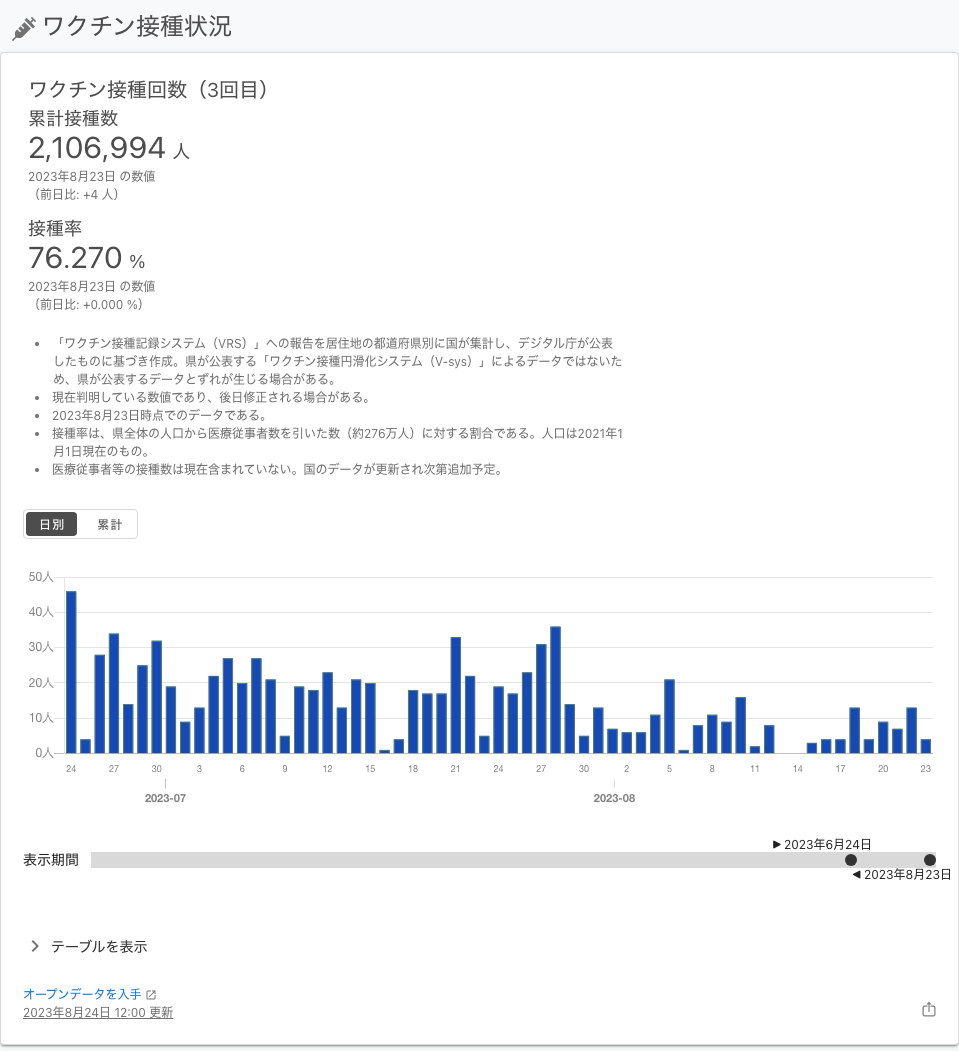 ワクチン接種状況
ワクチン接種回数（3回目）
累計接種数
2,106,994 人
2023年8月23日 の数値
（前日比: +4 人）
接種率
76.270 %
2023年8月23日 の数値
（前日比: +0.000 %）
• 「ワクチン接種記録システム（VRS）」への報告を居住地の都道府県別に国が集計し、デジタル庁が公表
したものに基づき作成。県が公表する「ワクチン接種円滑化システム（V-sys）」によるデータではないた
め、県が公表するデータとずれが生じる場合がある。
• 現在判明している数値であり、後日修正される場合がある。
• 2023年8月23日時点でのデータである。
• 接種率は、県全体の人口から医療従事者数を引いた数（約276万人）に対する割合である。人口は2021年1
月1日現在のもの。
• 医療従事者等の接種数は現在含まれていない。国のデータが更新され次第追加予定。
日別 累計
50人
40人
30人
20人
10人
0人
24 27 30 3 6 9 12 15 18 21 24 27 30 2 5 8 11 14 17 20 23
2023-07 2023-08
▶ 2023年6月24日
表示期間
◀ 2023年8月23日
テーブルを表示
オープンデータを入手
2023年8月24日 12:00 更新